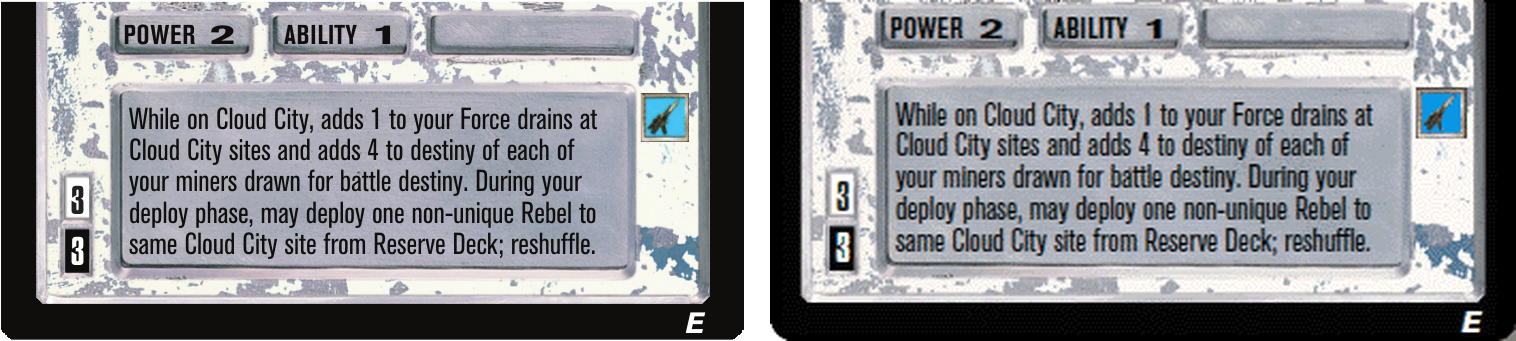 POWER 2 ABILITY 1
While on Cloud City, adds 1 to your Force drains at
Cloud City sites and adds 4 to destiny of each of
your miners drawn for battle destiny. During your
deploy phase, may deploy one non-unique Rebel to
same Cloud City site from Reserve Deck; reshuffle.
3
3
E
POWER 2 ABILITY 1
While on Cloud City, adds 1 to your Force drains at
Cloud City sites and adds 4 to destiny of each of
your miners drawn for battle destiny. During your
deploy phase, may deploy one non-unique Rebel to
same Cloud City site from Reserve Deck; reshuffle.
3
3
E